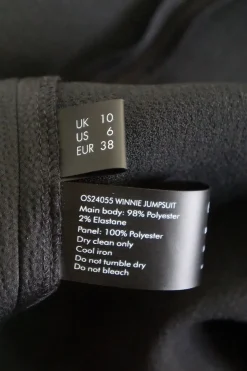 UK 10
US 6
EUR 38
OS24055 WINNIE JUMPSUIT
Main body: 98% Polyester
2% Elastane
Panel: 100% Polyester
Dry clean only
Cool iron
Do not tumble dry
Do not bleach